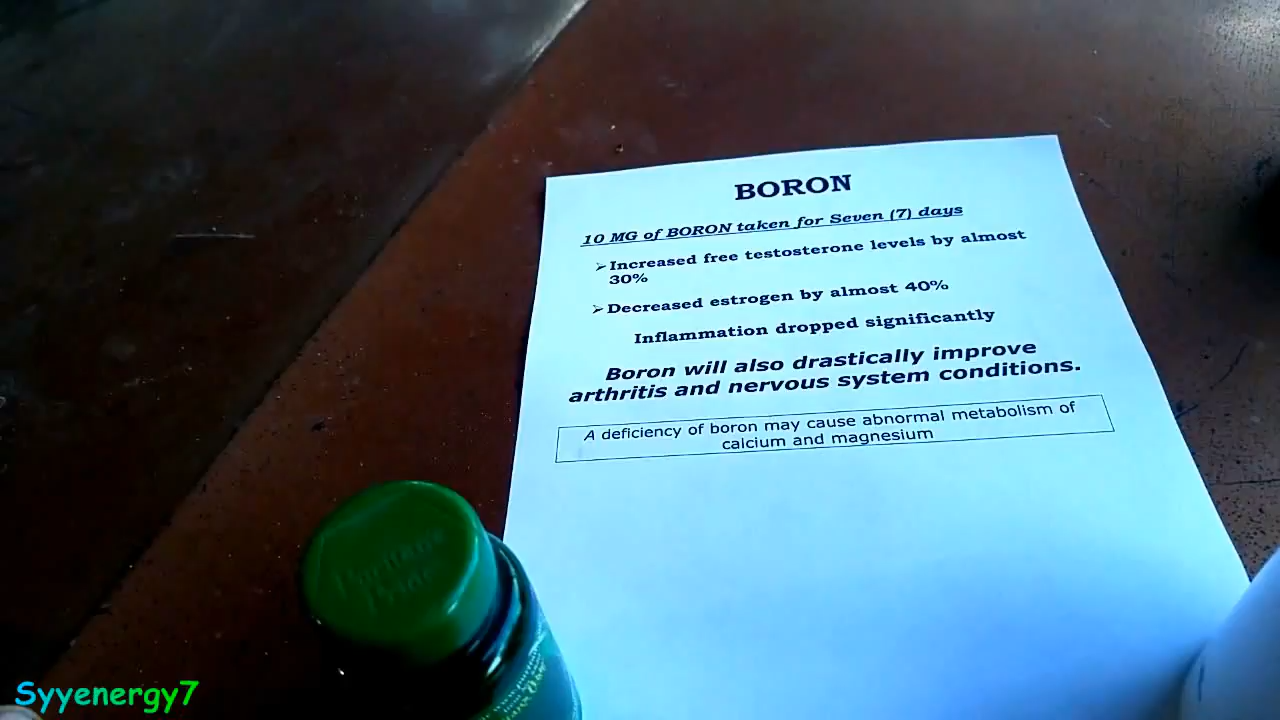 BORON
10 MG of BORON taken for Seven (7) days
➢Increased free testosterone levels by almost
30%
➢Decreased estrogen by almost 40%
Inflammation dropped significantly
Boron will also drastically improve
arthritis and nervous system conditions.
A deficiency of boron may cause abnormal metabolism of
calcium and magnesium
Puritan's
Pride
Syyenergy7